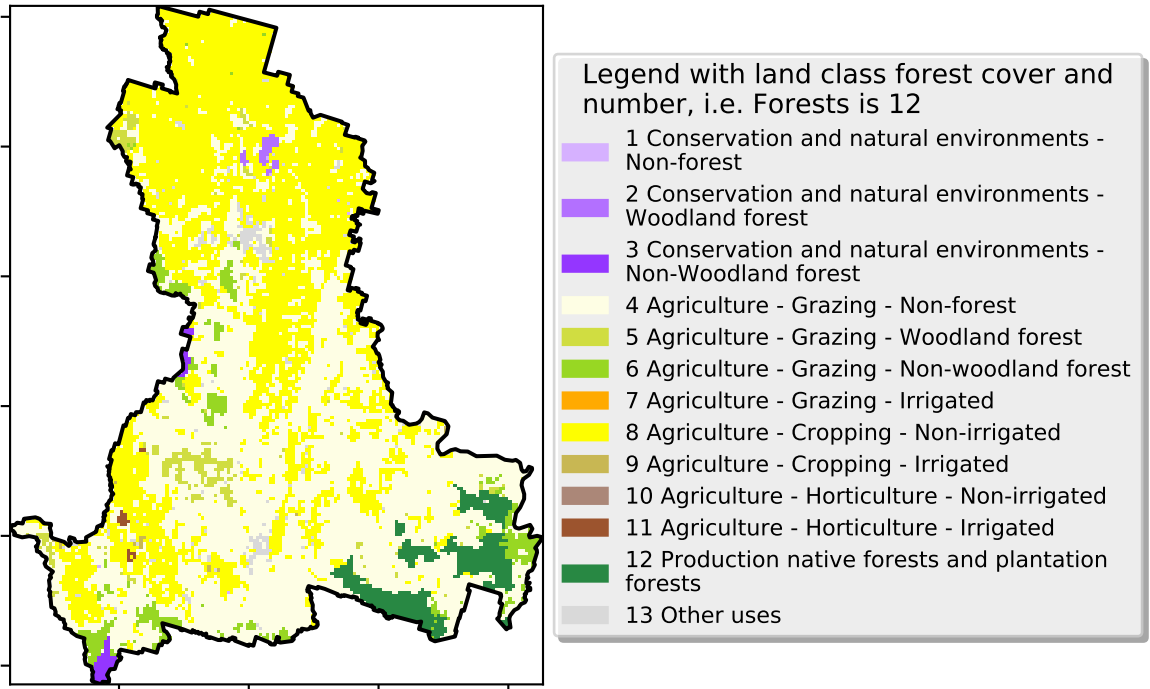 Legend with land class forest cover and
number, i.e. Forests is 12
1 Conservation and natural environments -
Non-forest
2 Conservation and natural environments -
Woodland forest
3 Conservation and natural environments -
Non-Woodland forest
4 Agriculture - Grazing - Non-forest
5 Agriculture - Grazing - Woodland forest
6 Agriculture - Grazing - Non-woodland forest
7 Agriculture - Grazing - Irrigated
8 Agriculture - Cropping - Non-irrigated
9 Agriculture - Cropping - Irrigated
10 Agriculture - Horticulture - Non-irrigated
11 Agriculture - Horticulture - Irrigated
12 Production native forests and plantation
forests
13 Other uses